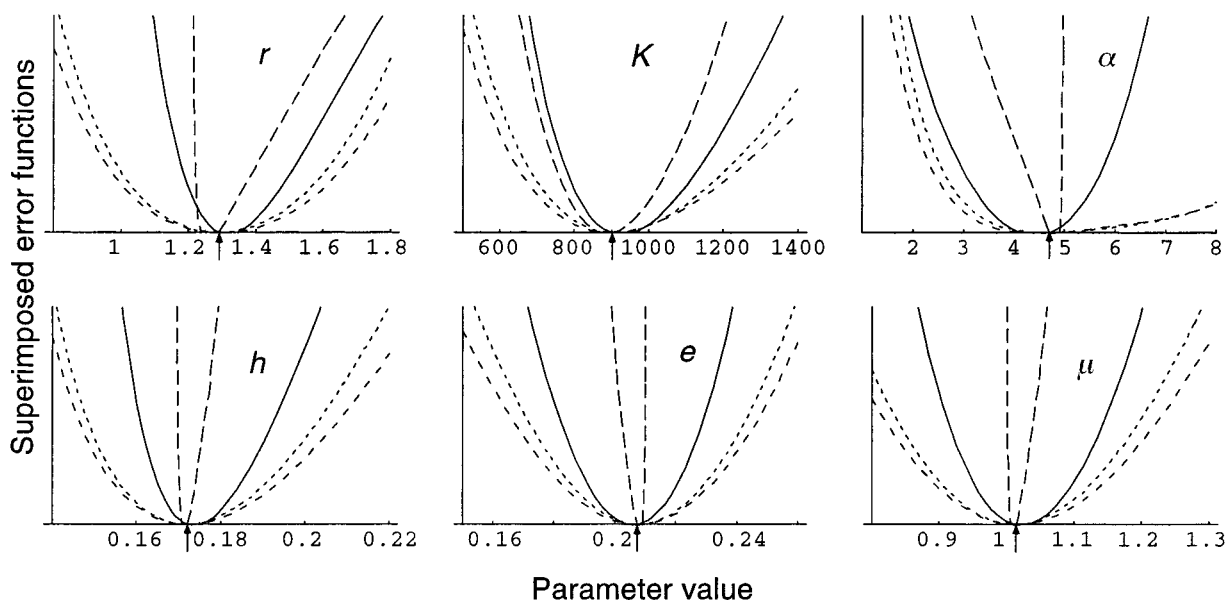 Superimposed error functions
r
K
α
1 1.2 1.4 1.6 1.8
600 800 1000 1200 1400
2 3 4 5 6 7 8
h
e
μ
0.16 0.18 0.2 0.22
0.16 0.2 0.24
0.9 1 1.1 1.2 1.3
Parameter value